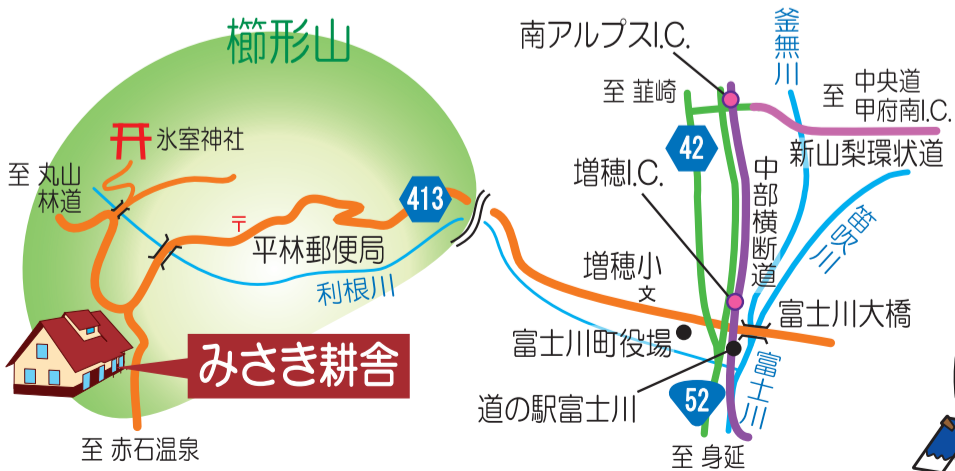 櫛形山
氷室神社
至 丸山
林道
413
〒
平林郵便局
利根川
みさき耕舎
至 赤石温泉
南アルプスI.C.
釜無川
至 韮崎
至 中央道
甲府南I.C.
42
新山梨環状道
増穂I.C.
中部横断道
笛吹川
増穂小
文
富士川大橋
富士川町役場
富士川
道の駅富士川
52
至 身延